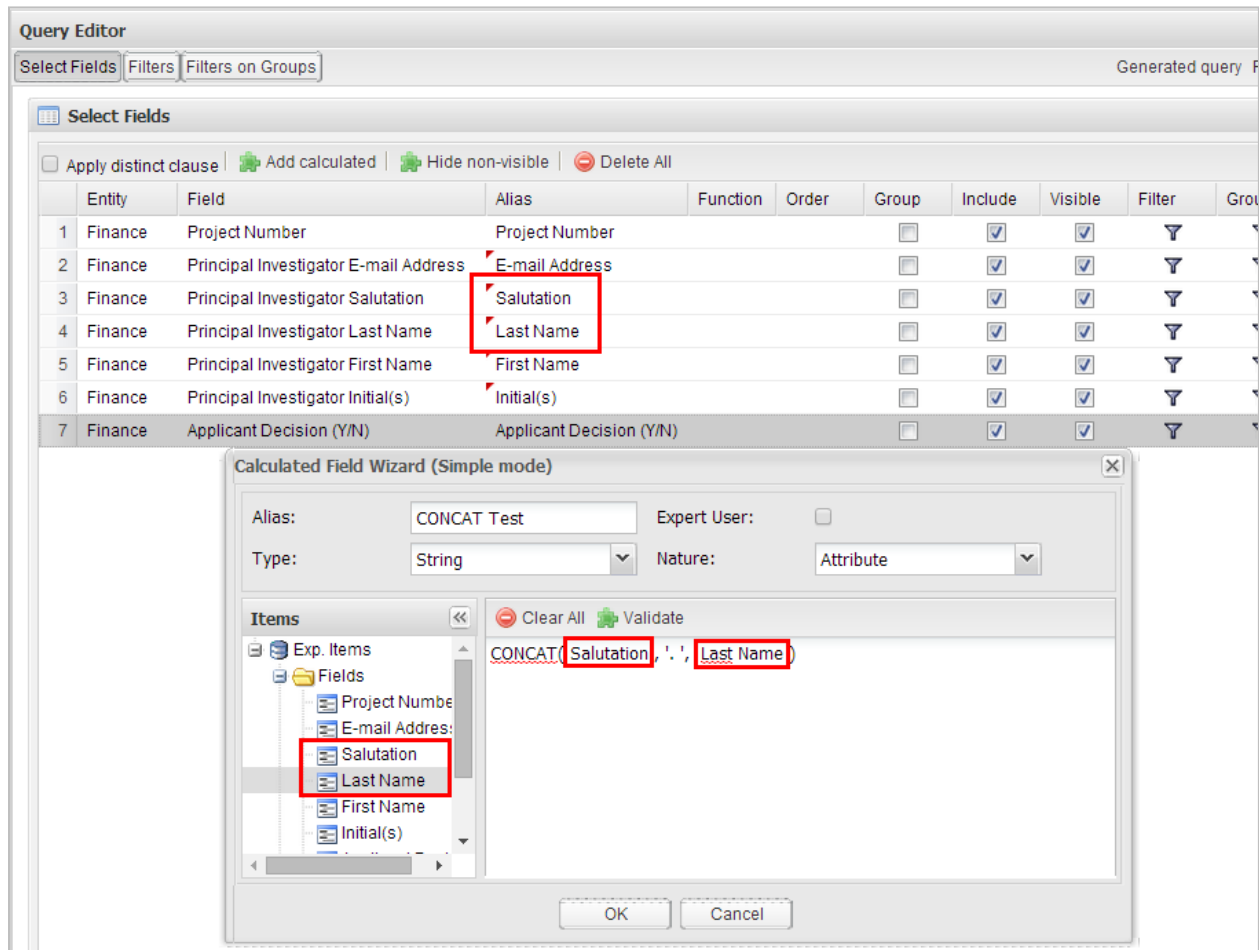 Query Editor
Select Fields Filters Filters on Groups Generated query
Select Fields
Apply distinct clause Add calculated Hide non-visible Delete All
Entity Field Alias Function Order Group Include Visible Filter
1 Finance Project Number Project Number
2 Finance Principal Investigator E-mail Address E-mail Address
3 Finance Principal Investigator Salutation Salutation
4 Finance Principal Investigator Last Name Last Name
5 Finance Principal Investigator First Name First Name
6 Finance Principal Investigator Initial(s) Initial(s)
7 Finance Applicant Decision (Y/N) Applicant Decision (Y/N)
Calculated Field Wizard (Simple mode)
Alias: CONCAT Test Expert User:
Type: String Nature: Attribute
Items Clear All Validate
Exp. Items CONCAT( Salutation , '. ', Last Name )
Fields
Project Numbe
E-mail Address
Salutation
Last Name
First Name
Initial(s)
OK Cancel